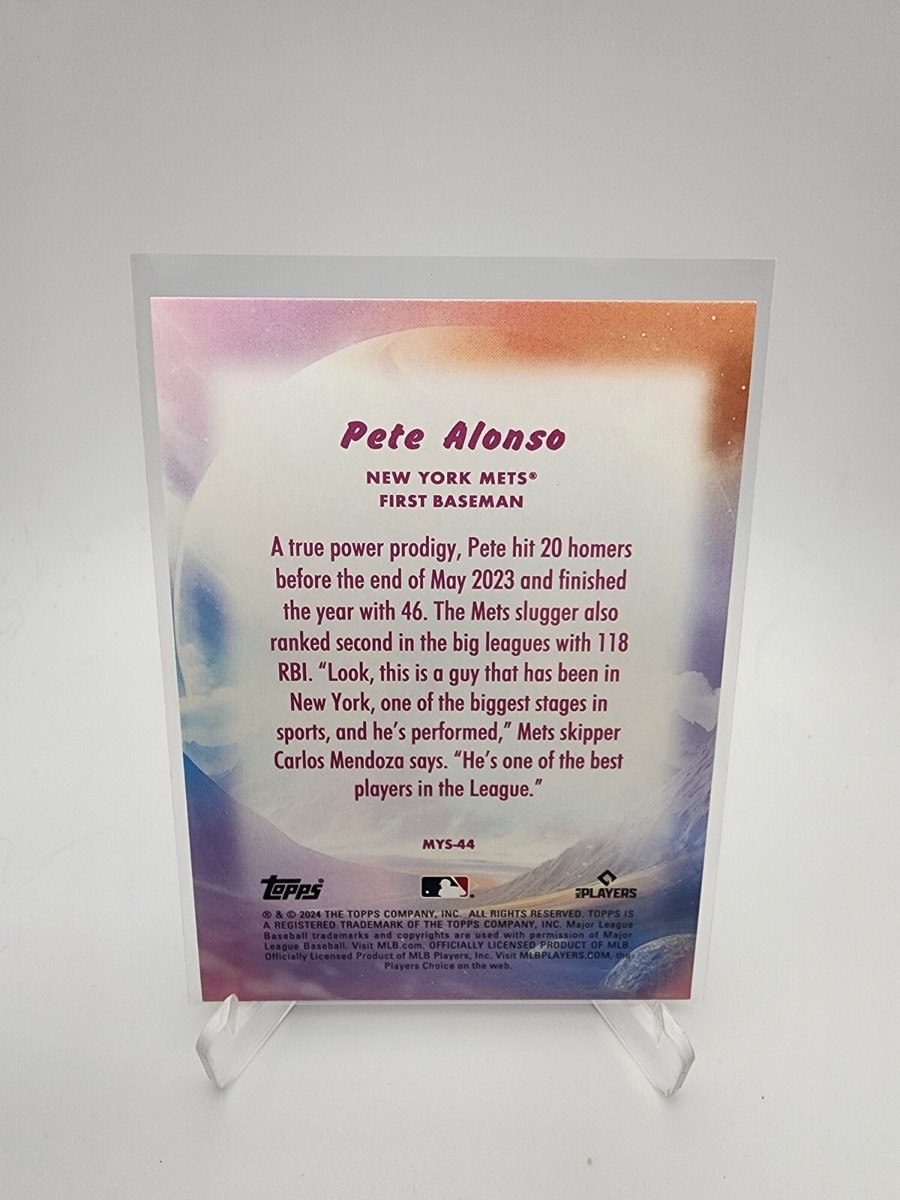 Pete Alonso
NEW YORK METS®
FIRST BASEMAN
A true power prodigy, Pete hit 20 homers
before the end of May 2023 and finished
the year with 46. The Mets slugger also
ranked second in the big leagues with 118
RBI. “Look, this is a guy that has been in
New York, one of the biggest stages in
sports, and he’s performed,” Mets skipper
Carlos Mendoza says. “He’s one of the best
players in the League.”
MYS-44
topps® ® MLB PLAYERS
® & © 2024 THE TOPPS COMPANY, INC. ALL RIGHTS RESERVED. TOPPS IS
A REGISTERED TRADEMARK OF THE TOPPS COMPANY, INC. Major League
Baseball trademarks and copyrights are used with permission of Major
League Baseball. Visit MLB.com. OFFICIALLY LICENSED PRODUCT OF MLB.
Officially Licensed Product of MLB Players, Inc. Visit MLBPLAYERS.COM, the
Players Choice on the web.